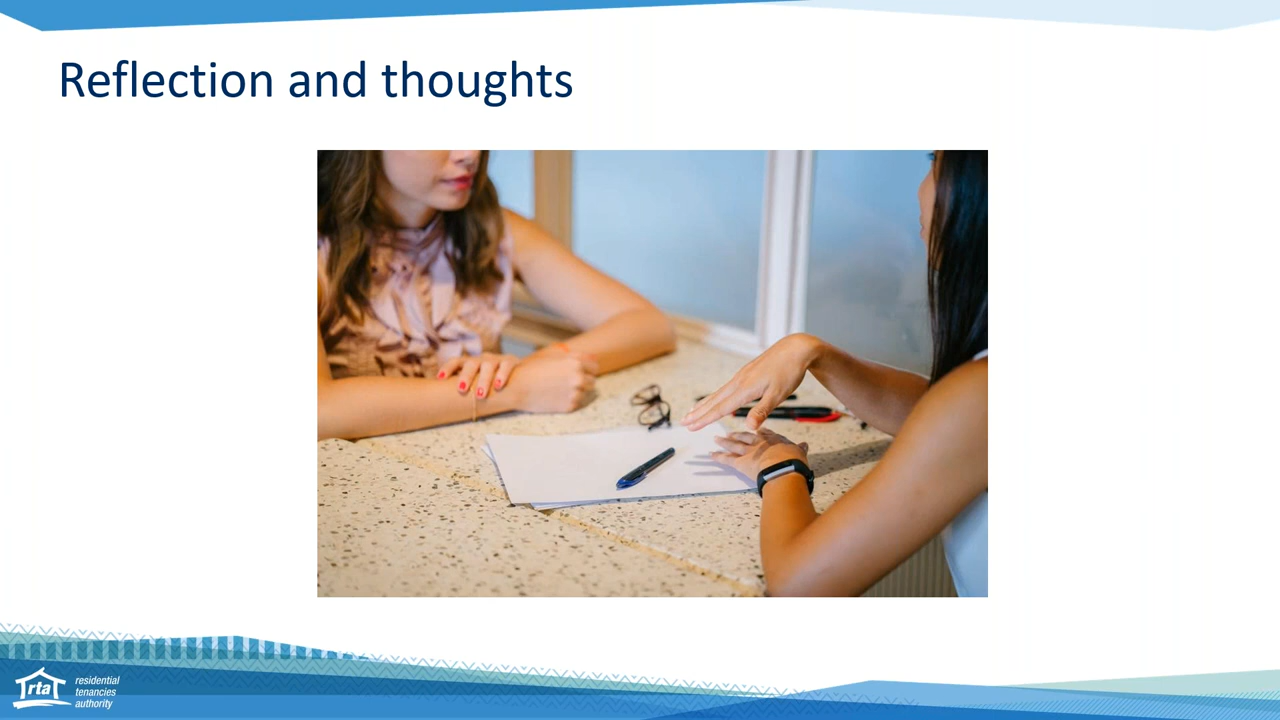 Reflection and thoughts
rta
residential
tenancies
authority